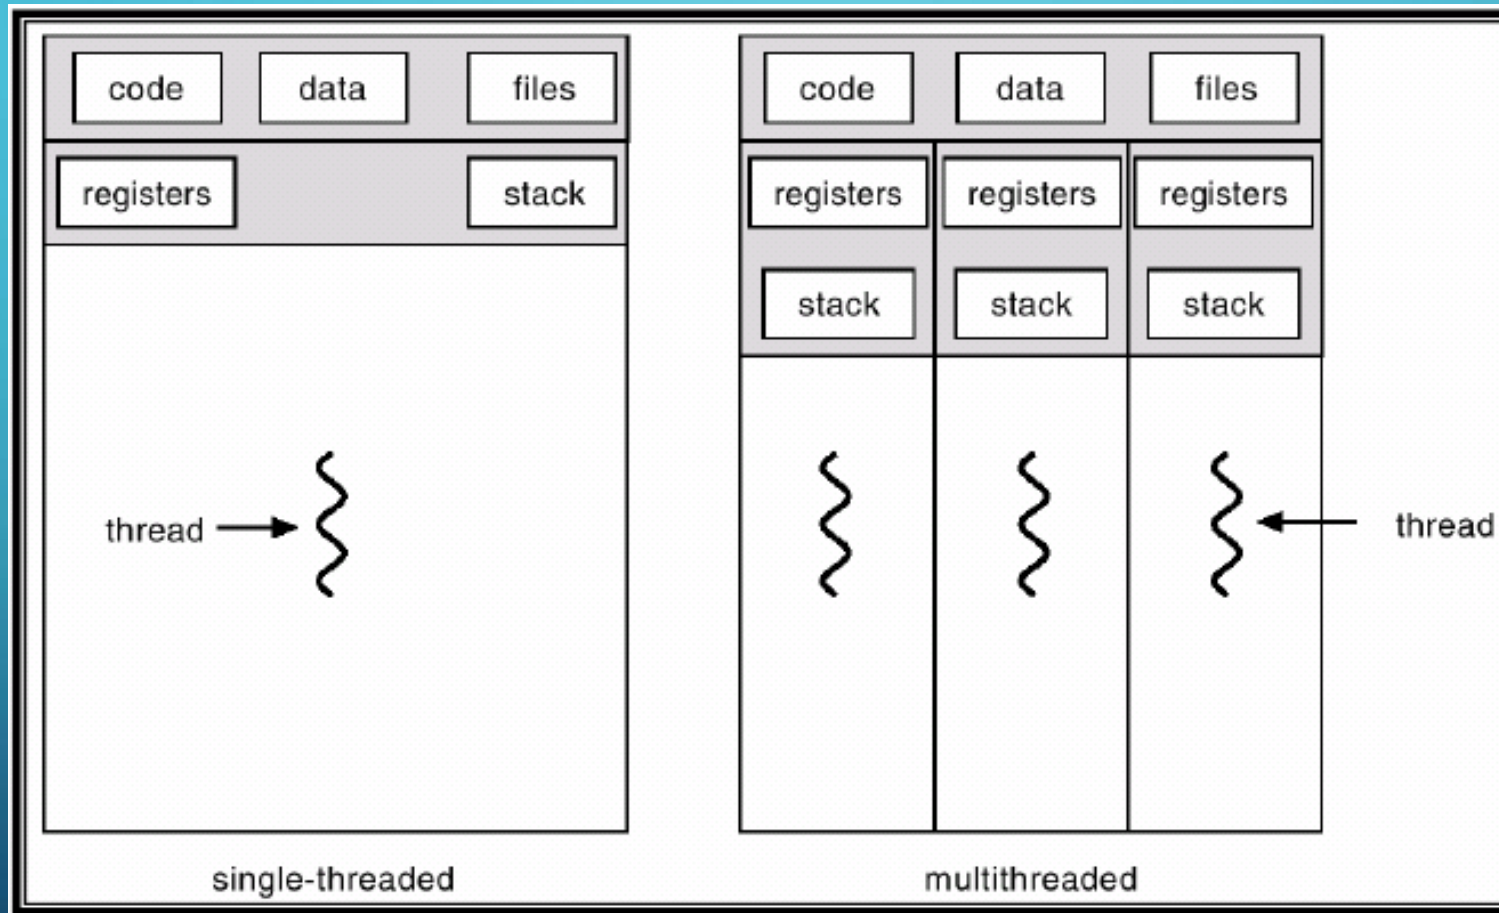 code data files
registers stack
thread
single-threaded
code data files
registers registers registers
stack stack stack
thread
multithreaded